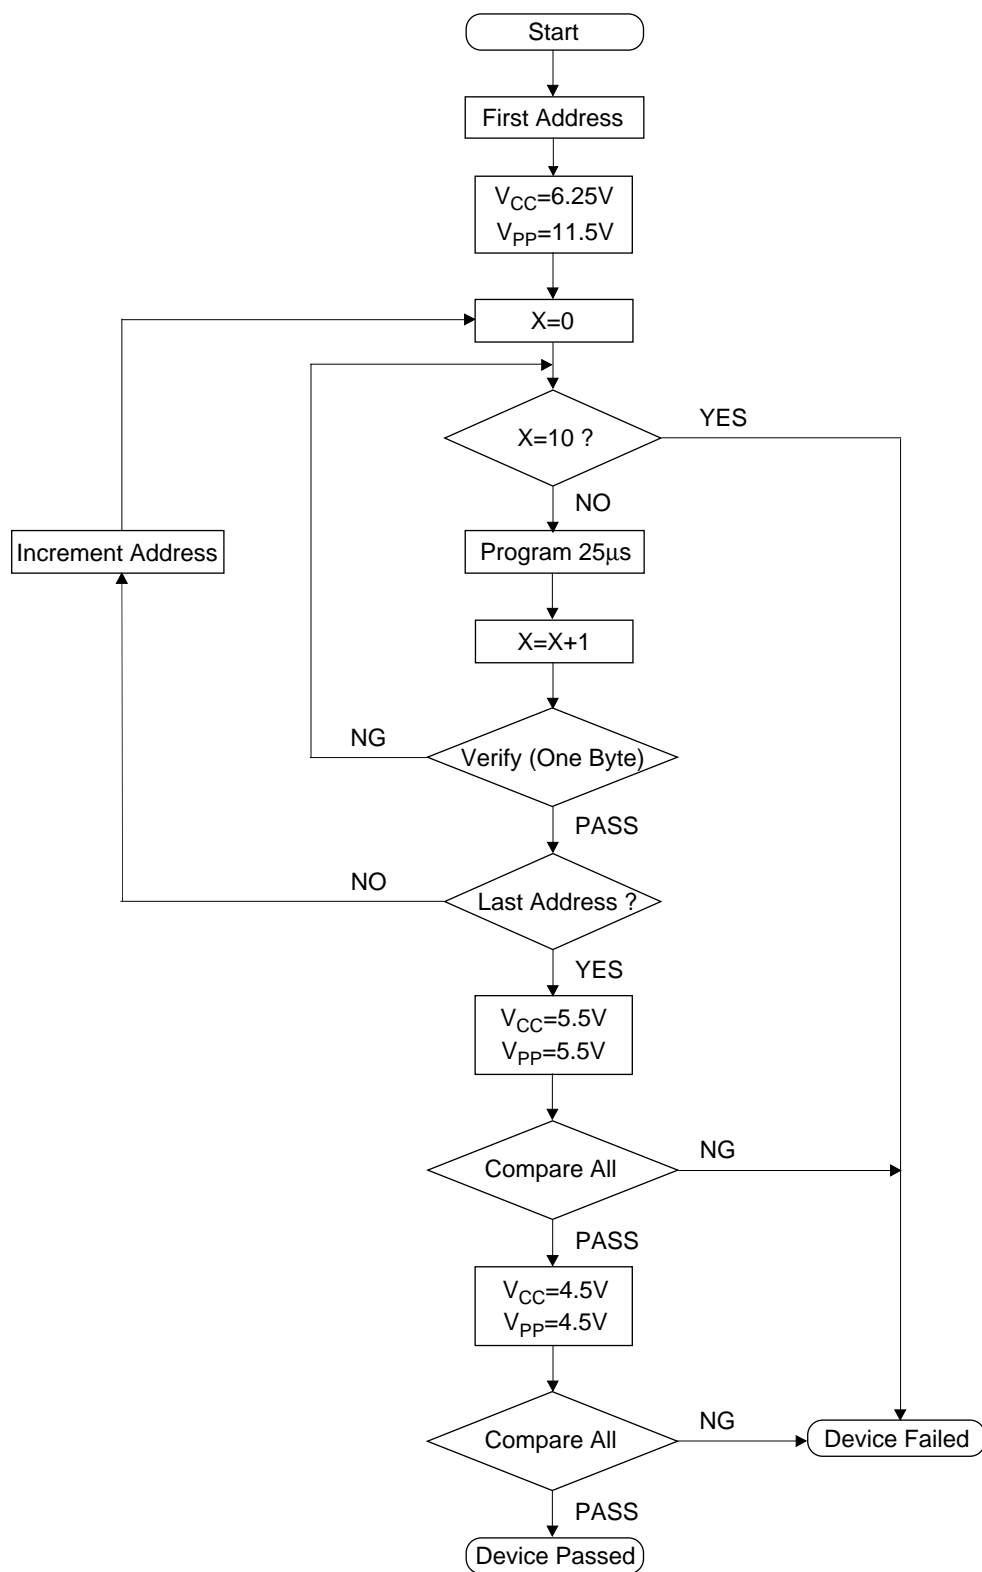 Start
First Address
VCC=6.25V
VPP=11.5V
X=0
X=10 ?
YES
NO
Increment Address
Program 25μs
X=X+1
NG
Verify (One Byte)
PASS
NO
Last Address ?
YES
VCC=5.5V
VPP=5.5V
Compare All
NG
PASS
VCC=4.5V
VPP=4.5V
Compare All
NG
Device Failed
PASS
Device Passed